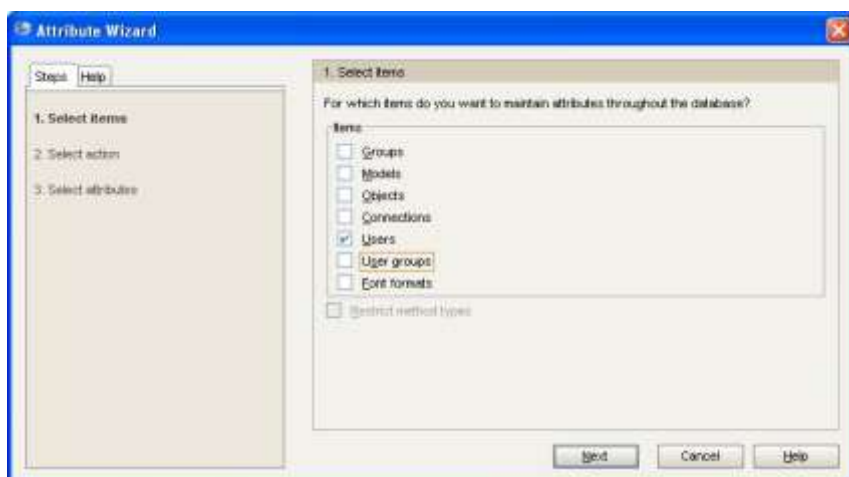 Attribute Wizard
Steps Help
1. Select items
2. Select action
3. Select attributes
1. Select items
For which items do you want to maintain attributes throughout the database?
Items
Groups
Models
Objects
Connections
Users
User groups
Font formats
Restrict method types
Next Cancel Help